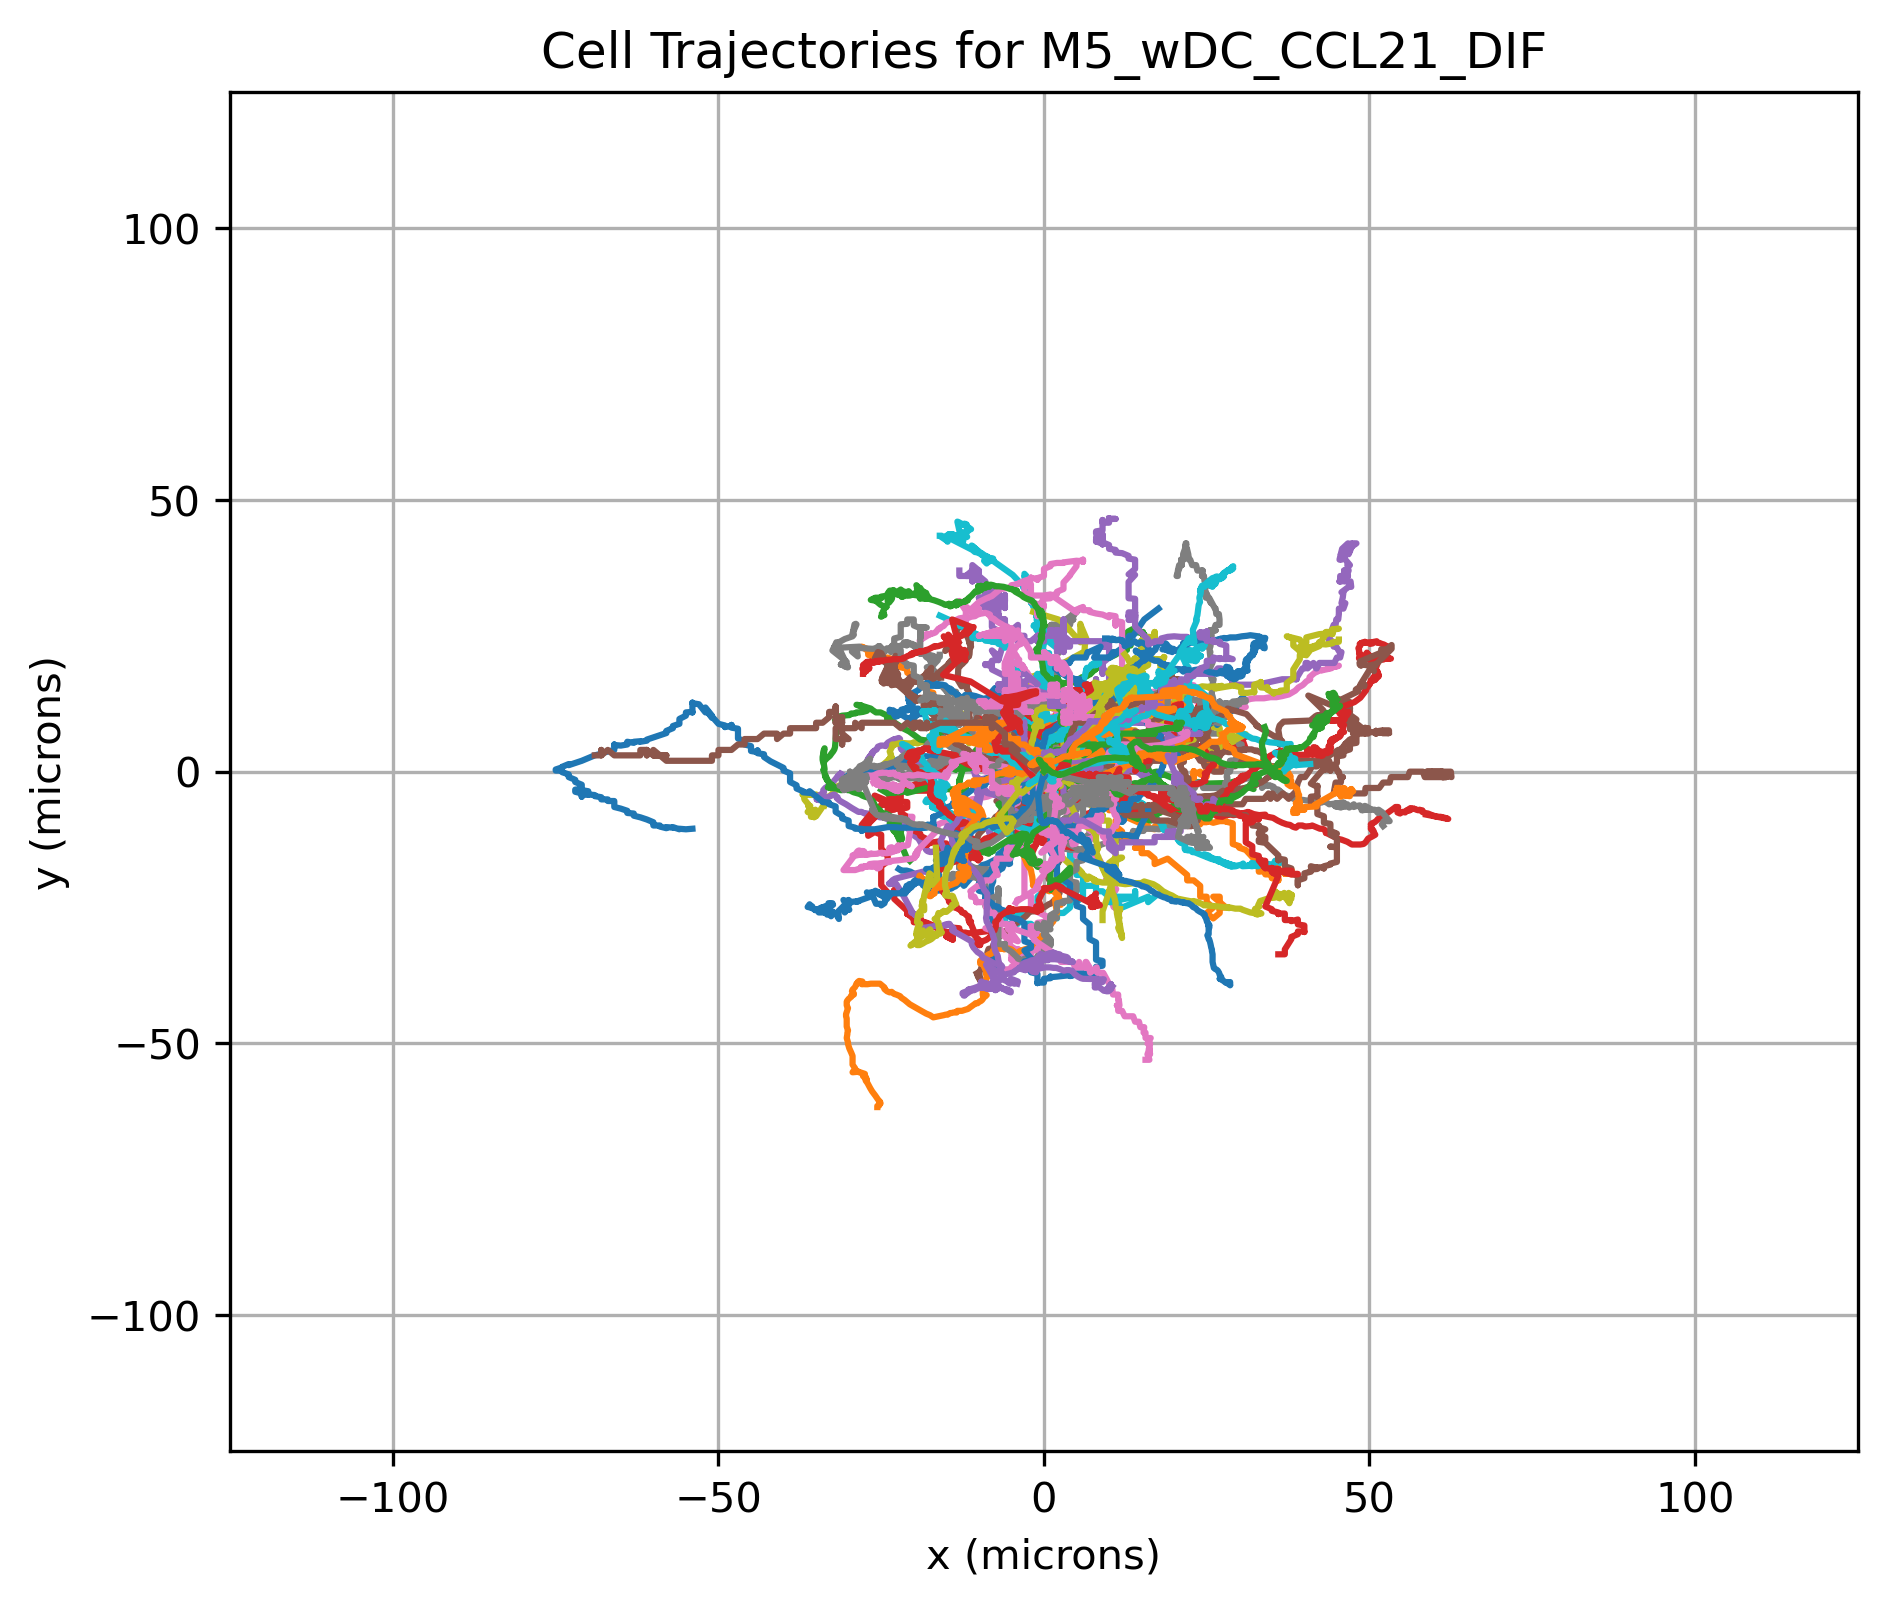 Cell Trajectories for M5_wDC_CCL21_DIF
100
50
0
−50
−100
y (microns)
−100 −50 0 50 100
x (microns)